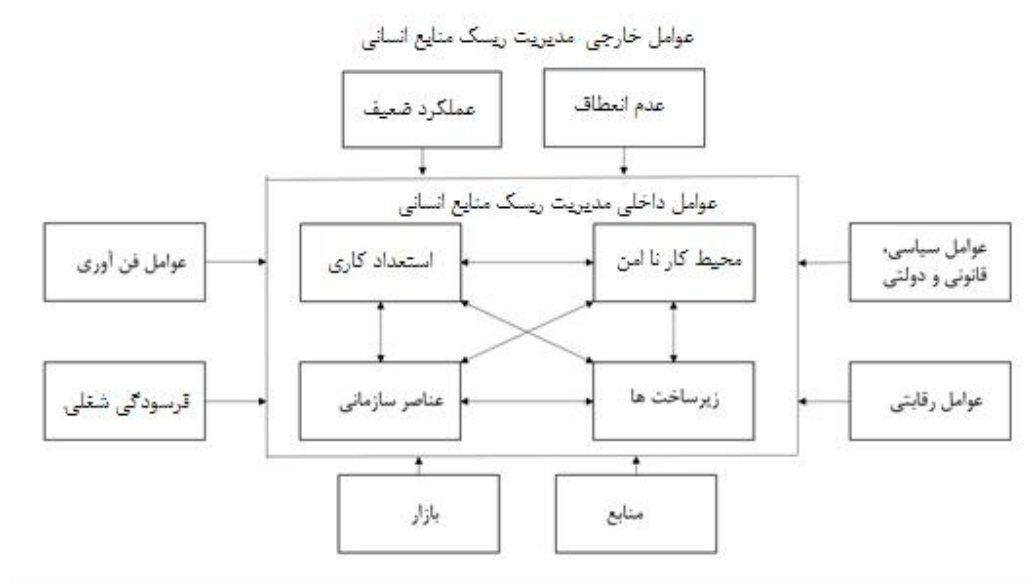 عوامل خارجی مدیریت ریسک منابع انسانی
عدم انعطاف
عملکرد ضعیف
عوامل داخلی مدیریت ریسک منابع انسانی
عوامل سیاسی،
قانونی و دولتی
محیط کار نا امن
استعداد کاری
عوامل فن آوری
عوامل رقابتی
زیرساخت ها
عناصر سازمانی
قرسودگی شغلی
منابع
بازار